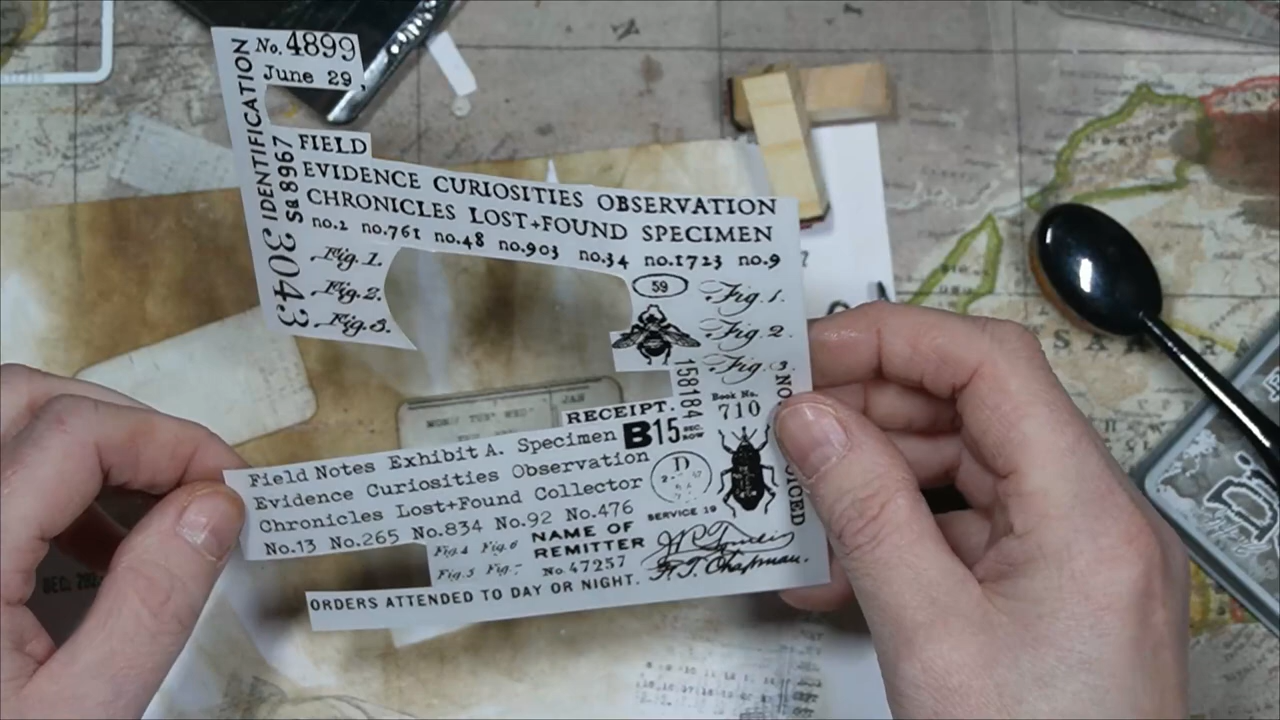 No. 4899
June 29,
IDENTIFICATION
Sa 8967
3043
FIELD
EVIDENCE CURIOSITIES OBSERVATION
CHRONICLES LOST+FOUND SPECIMEN
no.2 no.761 no.48 no.903 no.34 no.1723 no.9
Fig. 1.
Fig. 2.
Fig. 3.
59
Fig. 1.
Fig. 2.
Fig. 3.
158184
Book No.
710
RECEIPT.
B15
Field Notes Exhibit A. Specimen
Evidence Curiosities Observation
Chronicles Lost+Found Collector
No.13 No.265 No.834 No.92 No.476
D
SERVICE 19
Fig.4 Fig.6
Fig.5 Fig.7
NAME OF
REMITTER
No. 47257
F. T. Chapman.
ORDERS ATTENDED TO DAY OR NIGHT.
JAN